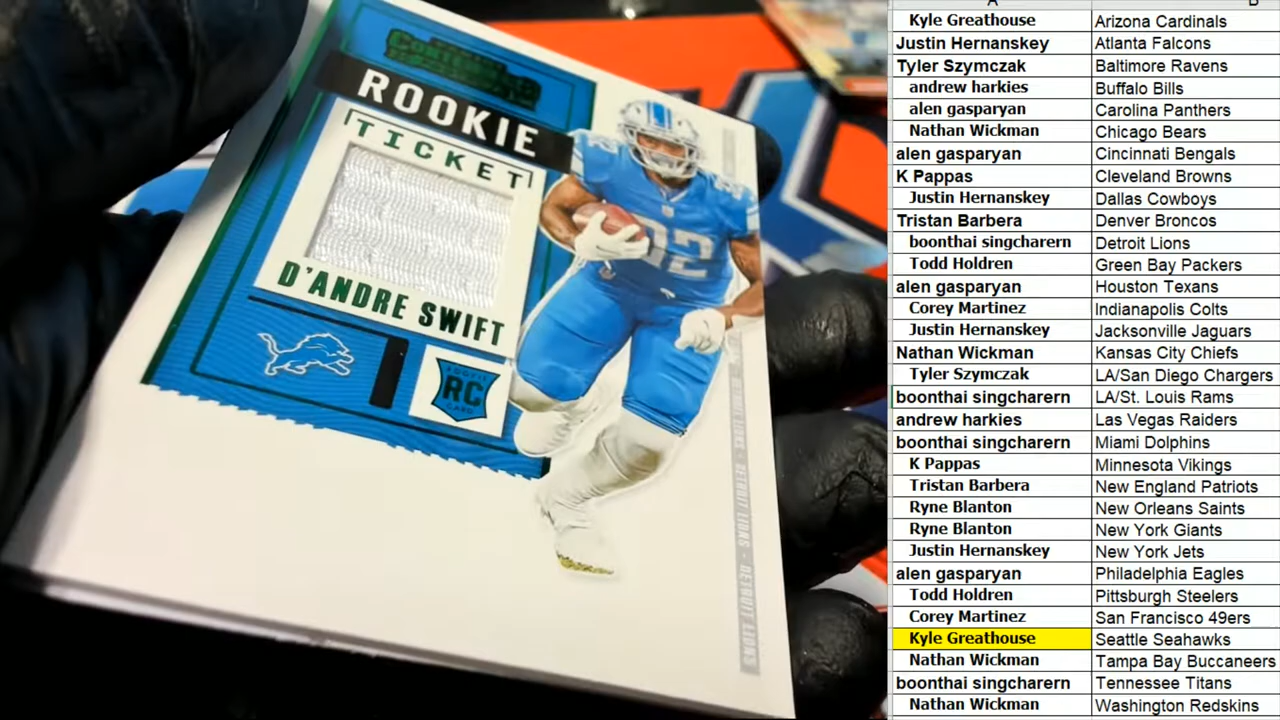 ROOKIE
TICKET
D'ANDRE SWIFT
ROOKIE
RC
CARD
32
DETROIT LIONS - DETROIT LIONS
A B
Kyle Greathouse Arizona Cardinals
Justin Hernanskey Atlanta Falcons
Tyler Szymczak Baltimore Ravens
andrew harkies Buffalo Bills
alen gasparyan Carolina Panthers
Nathan Wickman Chicago Bears
alen gasparyan Cincinnati Bengals
K Pappas Cleveland Browns
Justin Hernanskey Dallas Cowboys
Tristan Barbera Denver Broncos
boonthai singcharern Detroit Lions
Todd Holdren Green Bay Packers
alen gasparyan Houston Texans
Corey Martinez Indianapolis Colts
Justin Hernanskey Jacksonville Jaguars
Nathan Wickman Kansas City Chiefs
Tyler Szymczak LA/San Diego Chargers
boonthai singcharern LA/St. Louis Rams
andrew harkies Las Vegas Raiders
boonthai singcharern Miami Dolphins
K Pappas Minnesota Vikings
Tristan Barbera New England Patriots
Ryne Blanton New Orleans Saints
Ryne Blanton New York Giants
Justin Hernanskey New York Jets
alen gasparyan Philadelphia Eagles
Todd Holdren Pittsburgh Steelers
Corey Martinez San Francisco 49ers
Kyle Greathouse Seattle Seahawks
Nathan Wickman Tampa Bay Buccaneers
boonthai singcharern Tennessee Titans
Nathan Wickman Washington Redskins